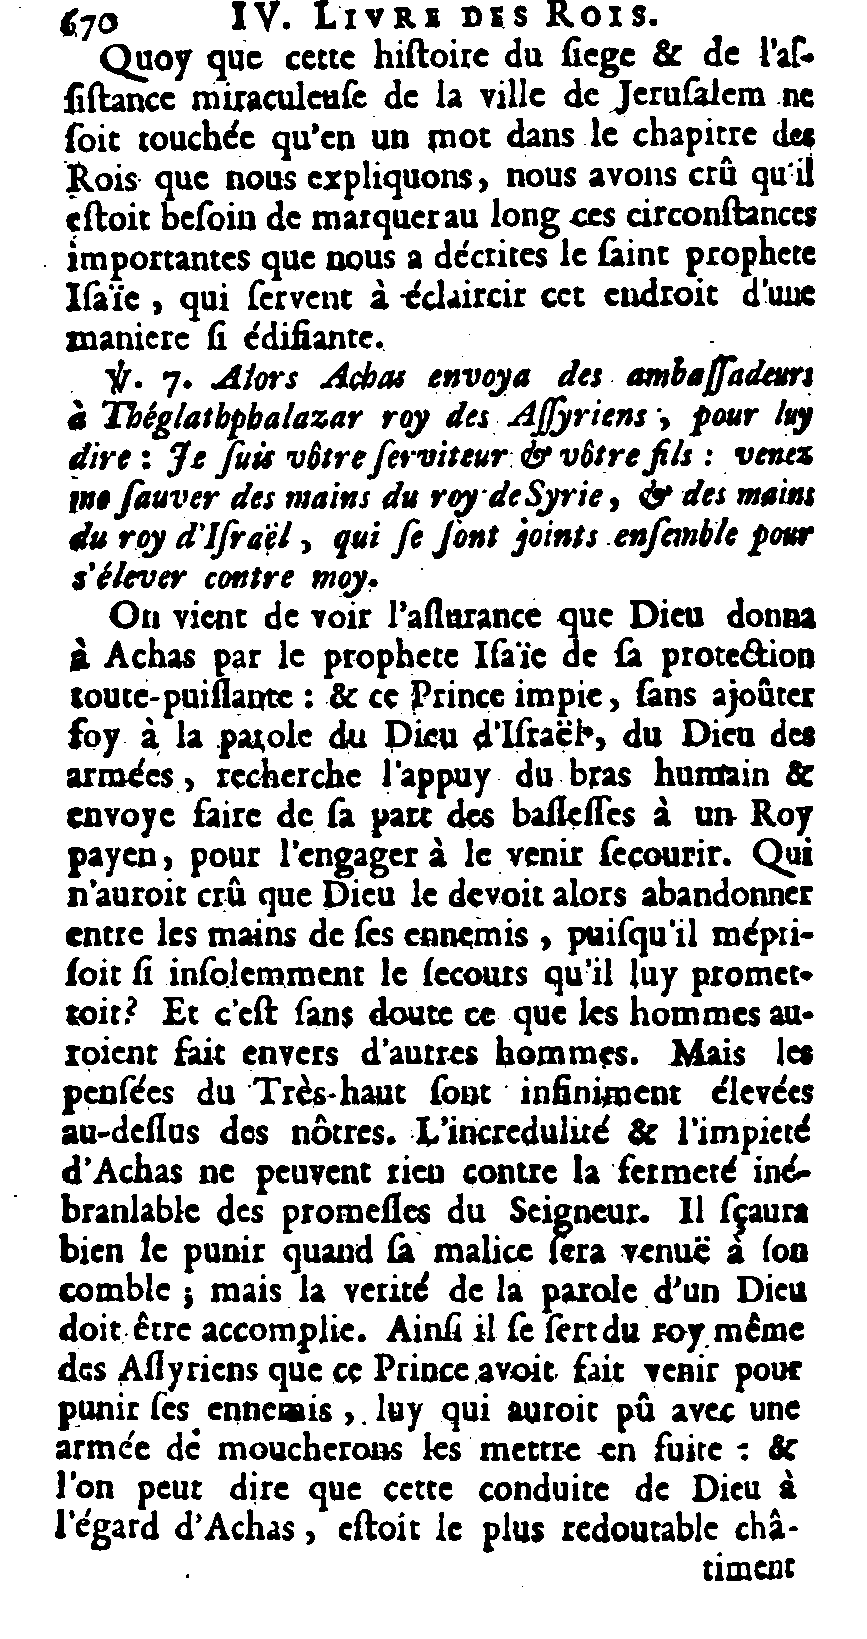 670 IV. LIVRE DES ROIS.
Quoy que cette hiſtoire du ſiege & de l'aſ-
ſiſtance miraculeuſe de la ville de Jeruſalem ne
ſoit touchée qu'en un mot dans le chapitre des
Rois que nous expliquons, nous avons crû qu'il
eſtoit beſoin de marquer au long ces circonſtances
importantes que nous a décrites le ſaint prophete
Iſaïe, qui ſervent à éclaircir cet endroit d'une
maniere ſi édifiante.
℣. 7. Alors Achas envoya des ambaſſadeurs
à Théglathphalazar roy des Aſſyriens, pour luy
dire : Je ſuis vôtre ſerviteur & vôtre fils : venez
me ſauver des mains du roy de Syrie, & des mains
du roy d'Iſraël, qui ſe ſont joints enſemble pour
s'élever contre moy.
On vient de voir l'aſſurance que Dieu donna
à Achas par le prophete Iſaïe de ſa protection
toute-puiſſante : & ce Prince impie, ſans ajoûter
foy à la parole du Dieu d'Iſraël, du Dieu des
armées, recherche l'appuy du bras humain &
envoye faire de ſa part des baſſeſſes à un Roy
payen, pour l'engager à le venir ſecourir. Qui
n'auroit crû que Dieu le devoit alors abandonner
entre les mains de ſes ennemis, puiſqu'il mépri-
ſoit ſi inſolemment le ſecours qu'il luy promet-
toit? Et c'eſt ſans doute ce que les hommes au-
roient fait envers d'autres hommes. Mais les
penſées du Très-haut ſont infiniment élevées
au-deſſus des nôtres. L'incredulité & l'impieté
d'Achas ne peuvent rien contre la fermeté iné-
branlable des promeſſes du Seigneur. Il ſçaura
bien le punir quand ſa malice ſera venuë à ſon
comble ; mais la verité de la parole d'un Dieu
doit être accomplie. Ainſi il ſe ſert du roy même
des Aſſyriens que ce Prince avoit fait venir pour
punir ſes ennemis, luy qui auroit pû avec une
armée de moucherons les mettre en fuite : &
l'on peut dire que cette conduite de Dieu à
l'égard d'Achas, eſtoit le plus redoutable châ-
timent